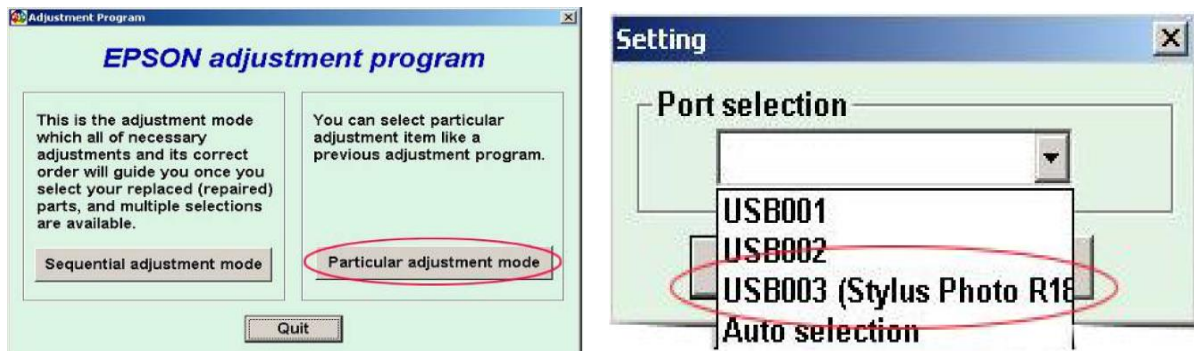 Adjustment Program
EPSON adjustment program
This is the adjustment mode
which all of necessary
adjustments and its correct
order will guide you once you
select your replaced (repaired)
parts, and multiple selections
are available.
Sequential adjustment mode
You can select particular
adjustment item like a
previous adjustment program.
Particular adjustment mode
Quit
Setting
Port selection
USB001
USB002
USB003 (Stylus Photo R18
Auto selection